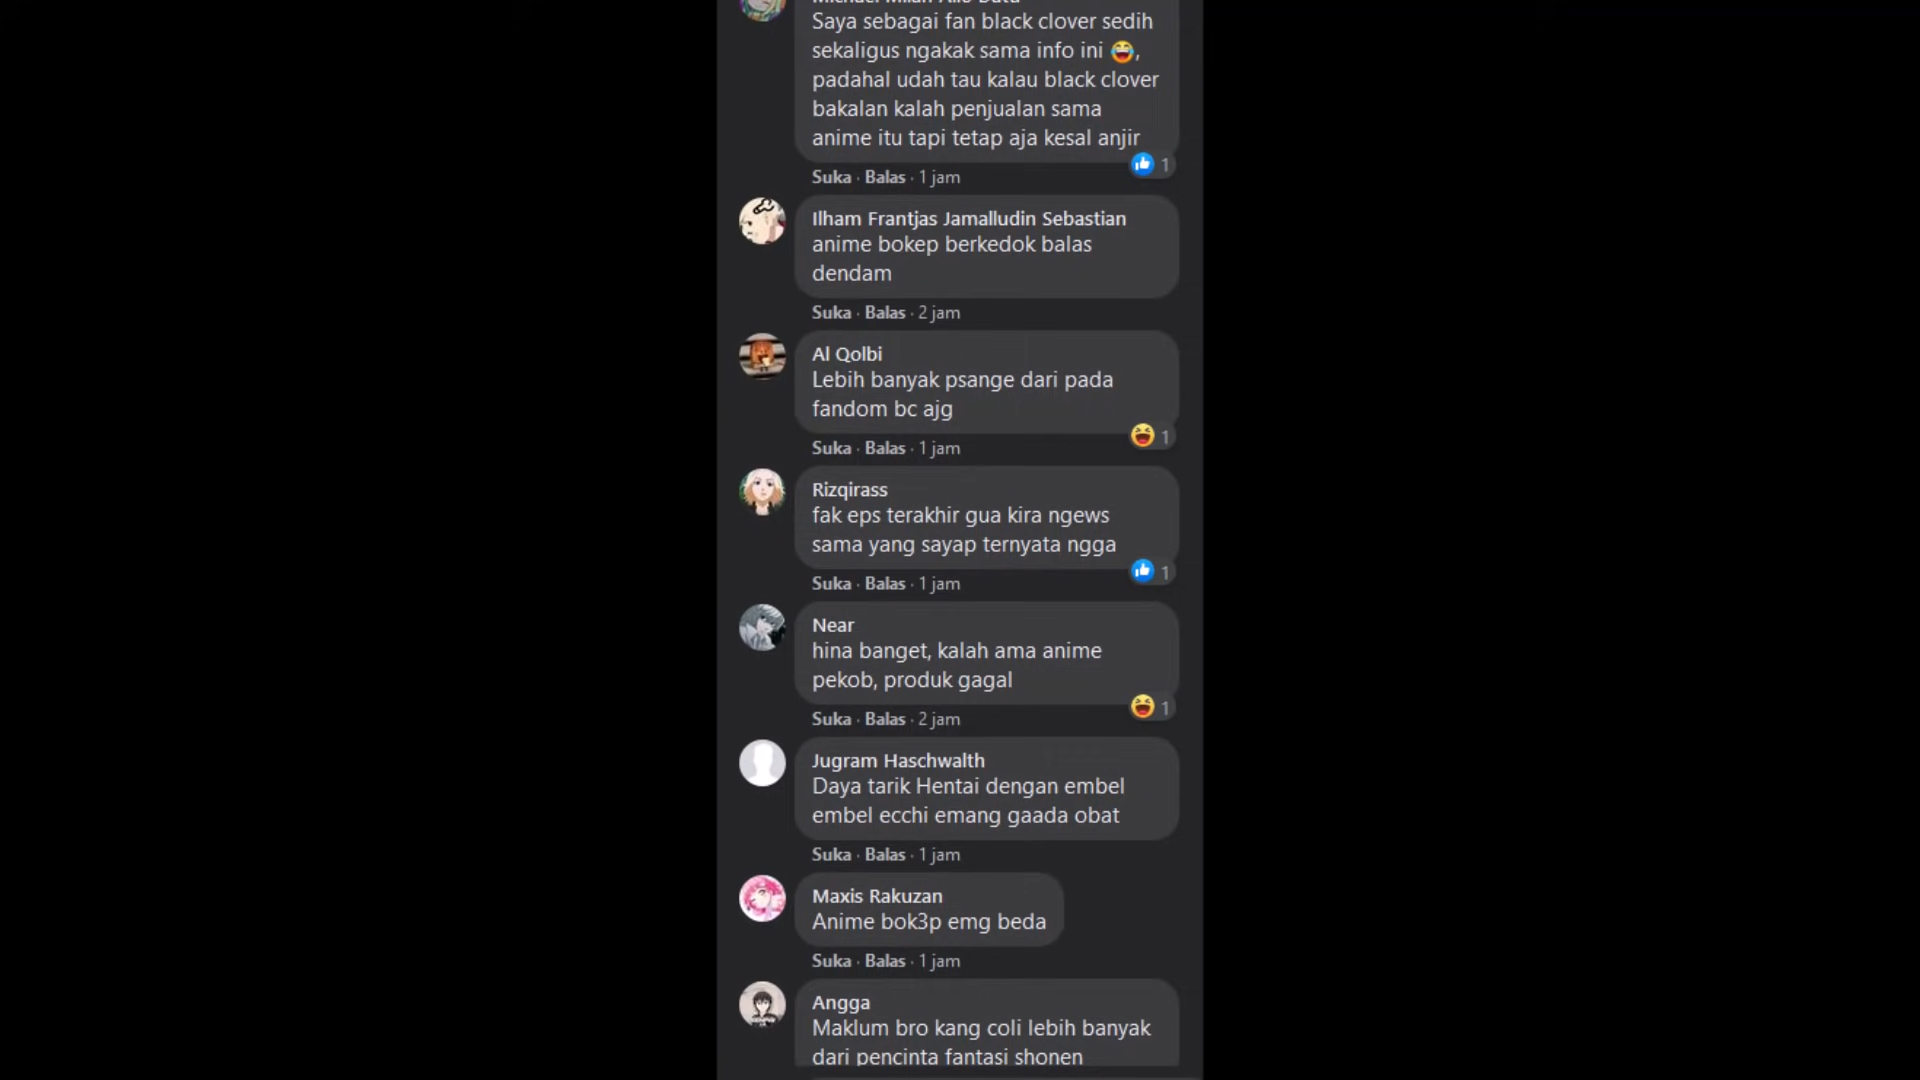 Saya sebagai fan black clover sedih
sekaligus ngakak sama info ini 😂,
padahal udah tau kalau black clover
bakalan kalah penjualan sama
anime itu tapi tetap aja kesal anjir
1
Suka · Balas · 1 jam
Ilham Frantjas Jamalludin Sebastian
anime bokep berkedok balas
dendam
Suka · Balas · 2 jam
Al Qolbi
Lebih banyak psange dari pada
fandom bc ajg
1
Suka · Balas · 1 jam
Rizqirass
fak eps terakhir gua kira ngews
sama yang sayap ternyata ngga
1
Suka · Balas · 1 jam
Near
hina banget, kalah ama anime
pekob, produk gagal
1
Suka · Balas · 2 jam
Jugram Haschwalth
Daya tarik Hentai dengan embel
embel ecchi emang gaada obat
Suka · Balas · 1 jam
Maxis Rakuzan
Anime bok3p emg beda
Suka · Balas · 1 jam
Angga
Maklum bro kang coli lebih banyak
dari pencinta fantasi shonen